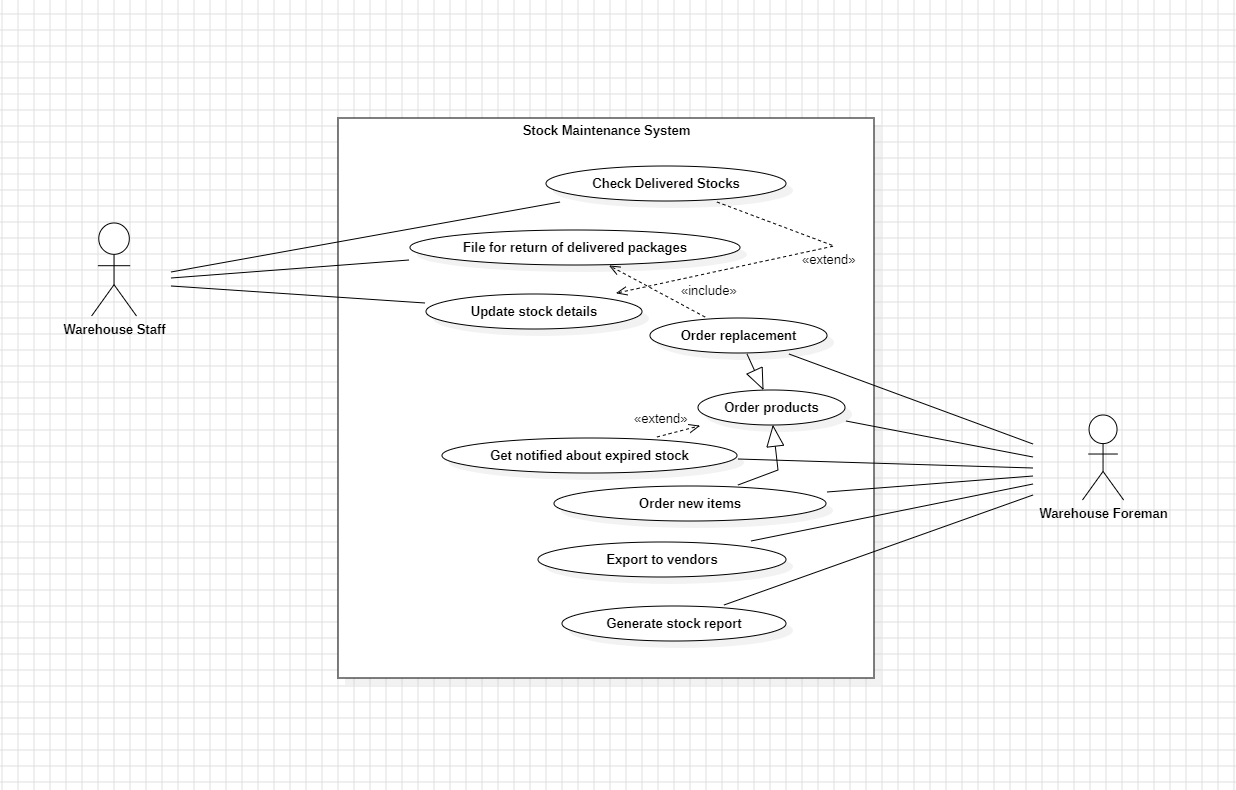 Stock Maintenance System
Check Delivered Stocks
File for return of delivered packages
«extend»
«include»
Update stock details
Warehouse Staff
Order replacement
Order products
«extend»
Get notified about expired stock
Order new items
Warehouse Foreman
Export to vendors
Generate stock report